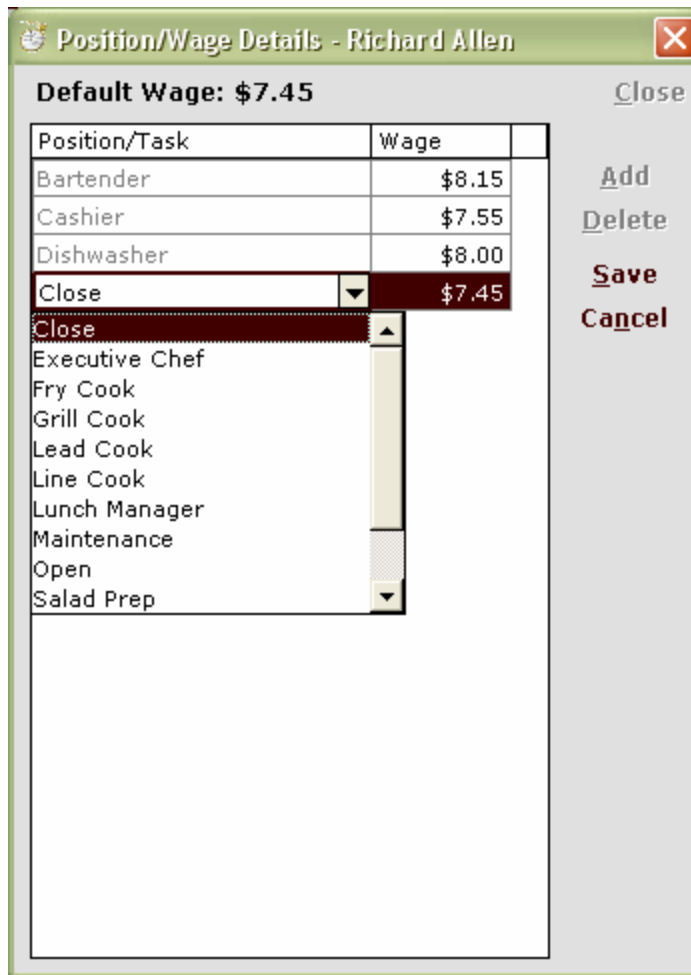 Position/Wage Details - Richard Allen
Default Wage: $7.45
Close
Position/Task Wage
Bartender $8.15
Add
Cashier $7.55
Delete
Dishwasher $8.00
Save
Close $7.45
Cancel
Close
Executive Chef
Fry Cook
Grill Cook
Lead Cook
Line Cook
Lunch Manager
Maintenance
Open
Salad Prep